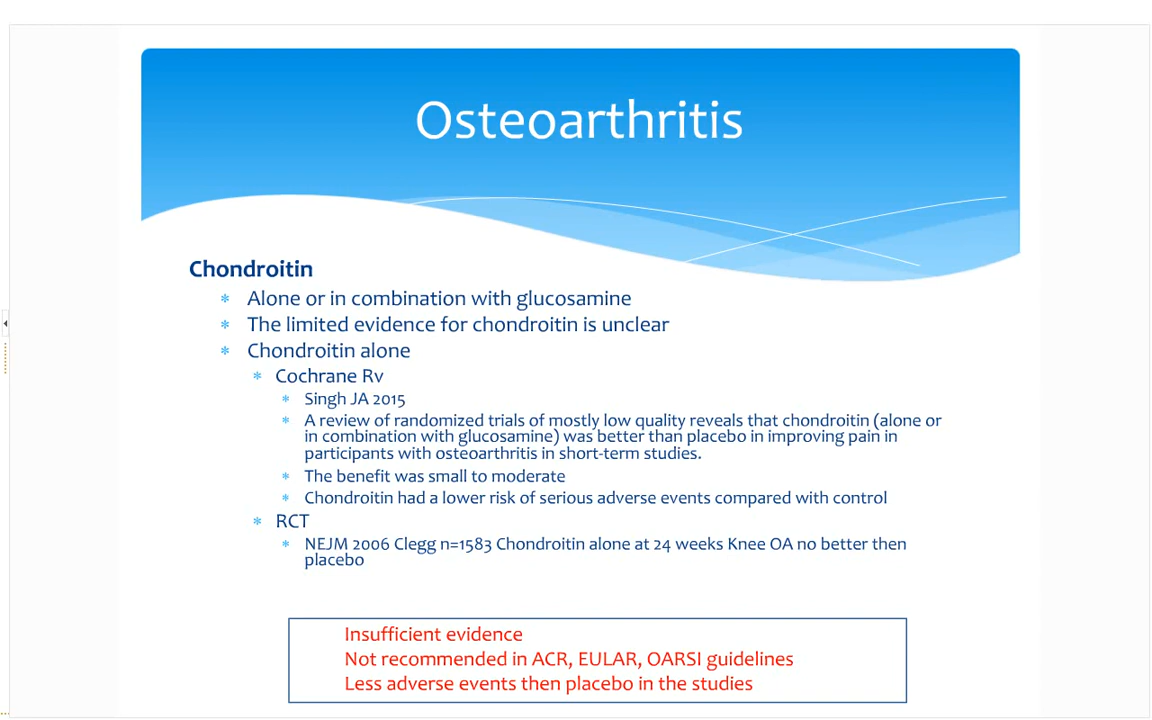 Osteoarthritis
Chondroitin
* Alone or in combination with glucosamine
* The limited evidence for chondroitin is unclear
* Chondroitin alone
* Cochrane Rv
* Singh JA 2015
* A review of randomized trials of mostly low quality reveals that chondroitin (alone or
in combination with glucosamine) was better than placebo in improving pain in
participants with osteoarthritis in short-term studies.
* The benefit was small to moderate
* Chondroitin had a lower risk of serious adverse events compared with control
* RCT
* NEJM 2006 Clegg n=1583 Chondroitin alone at 24 weeks Knee OA no better then
placebo
Insufficient evidence
Not recommended in ACR, EULAR, OARSI guidelines
Less adverse events then placebo in the studies